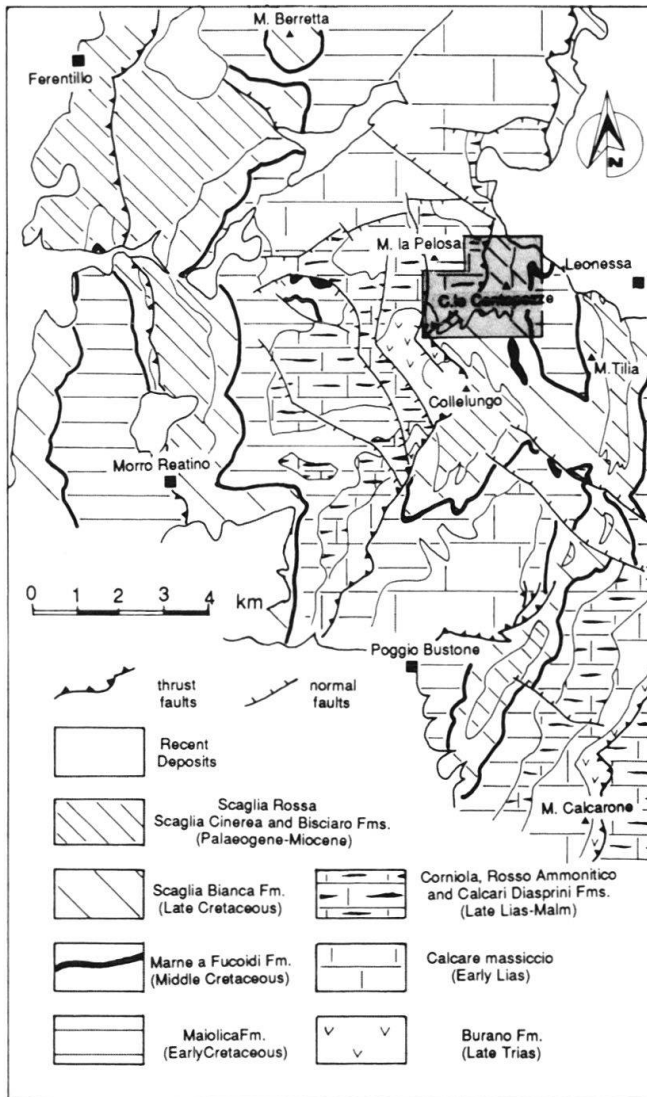 M. Berretta
Ferentillo
N
M. la Pelosa
Leonessa
C.le Cantapezze
M. Tilia
Collelungo
Morro Reatino
0 1 2 3 4 km
Poggio Bustone
thrust
faults
normal
faults
M. Calcarone
Recent
Deposits
Scaglia Rossa
Scaglia Cinerea and Bisciaro Fms.
(Palaeogene-Miocene)
Scaglia Bianca Fm.
(Late Cretaceous)
Corniola, Rosso Ammonitico
and Calcari Diasprini Fms.
(Late Lias-Malm)
Marne a Fucoidi Fm.
(Middle Cretaceous)
Calcare massiccio
(Early Lias)
MaiolicaFm.
(EarlyCretaceous)
Burano Fm.
(Late Trias)